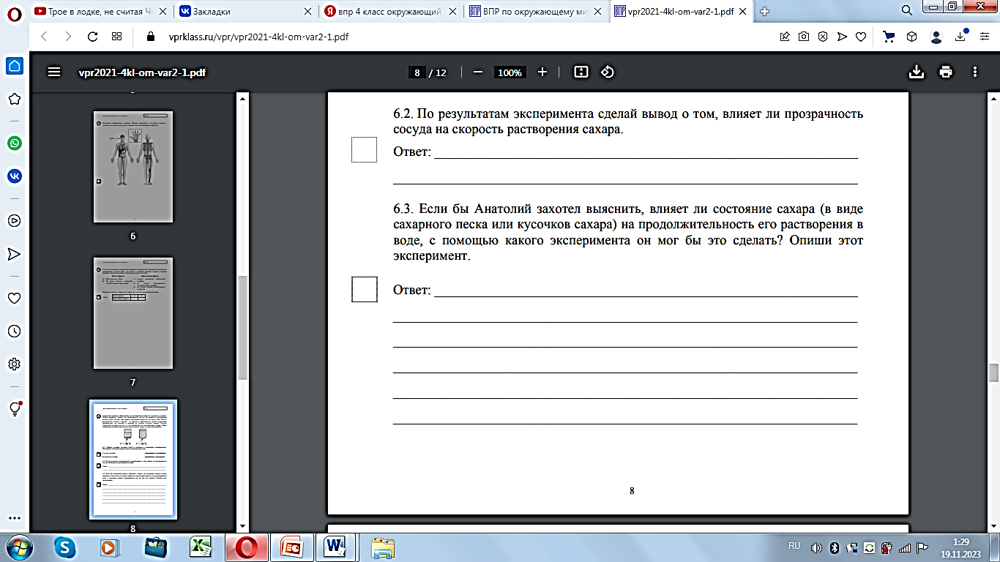 Трое в лодке, не считая Чо
Закладки
впр 4 класс окружающий
ВПР по окружающему ми
vpr2021-4kl-om-var2-1.pdf
vprklass.ru/vpr/vpr2021-4kl-om-var2-1.pdf
vpr2021-4kl-om-var2-1.pdf
8 / 12
100%
6
7
8
6.2. По результатам эксперимента сделай вывод о том, влияет ли прозрачность
сосуда на скорость растворения сахара.
Ответ:
6.3. Если бы Анатолий захотел выяснить, влияет ли состояние сахара (в виде
сахарного песка или кусочков сахара) на продолжительность его растворения в
воде, с помощью какого эксперимента он мог бы это сделать? Опиши этот
эксперимент.
Ответ:
8
RU
1:29
19.11.2023